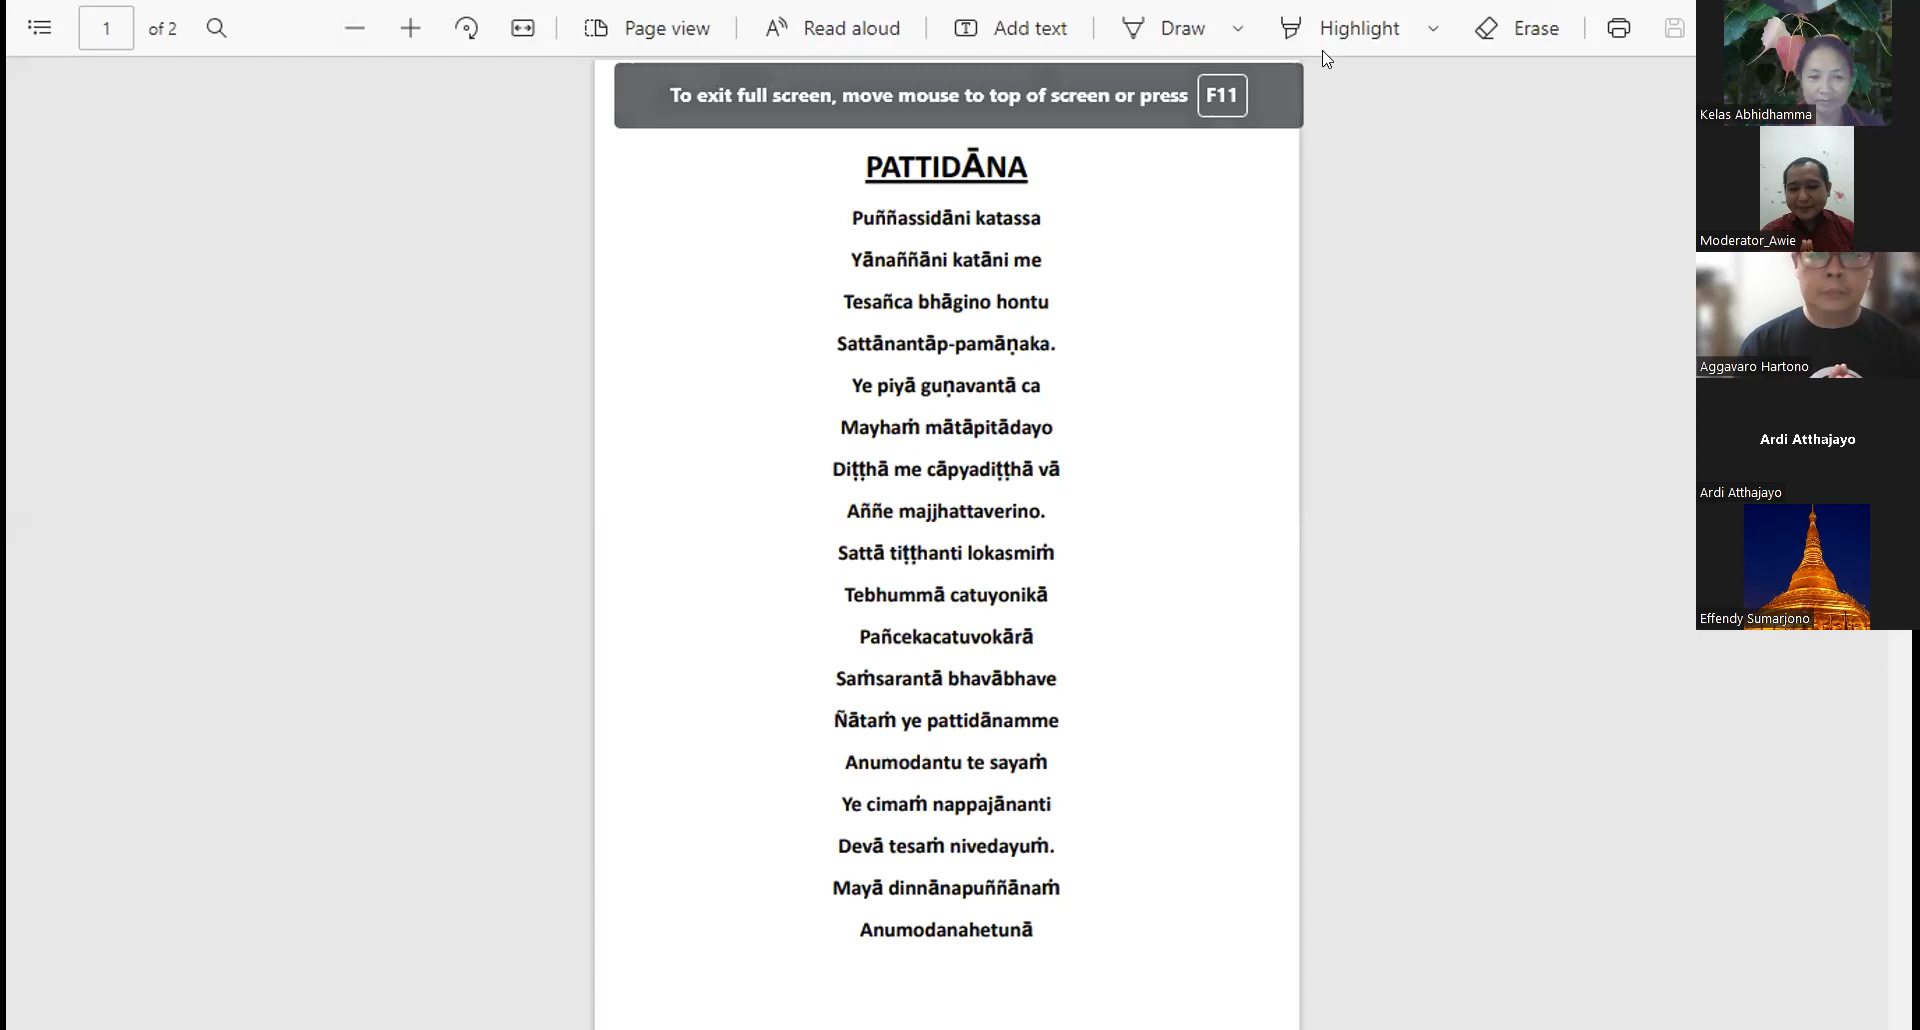 1
of 2
Page view
Read aloud
Add text
Draw
Highlight
Erase
To exit full screen, move mouse to top of screen or press F11
PATTIDĀNA
Puññassidāni katassa
Yānaññāni katāni me
Tesañca bhāgino hontu
Sattānantāp-pamāṇaka.
Ye piyā guṇavantā ca
Mayhaṁ mātāpitādayo
Diṭṭhā me cāpyadiṭṭhā vā
Aññe majjhattaverino.
Sattā tiṭṭhanti lokasmiṁ
Tebhummā catuyonikā
Pañcekacatuvokārā
Saṁsarantā bhavābhave
Ñātaṁ ye pattidānamme
Anumodantu te sayaṁ
Ye cimaṁ nappajānanti
Devā tesaṁ nivedayuṁ.
Mayā dinnānapuññānaṁ
Anumodanahetunā
Kelas Abhidhamma
Moderator_Awie
Aggavaro Hartono
Ardi Atthajayo
Ardi Atthajayo
Effendy Sumarjono